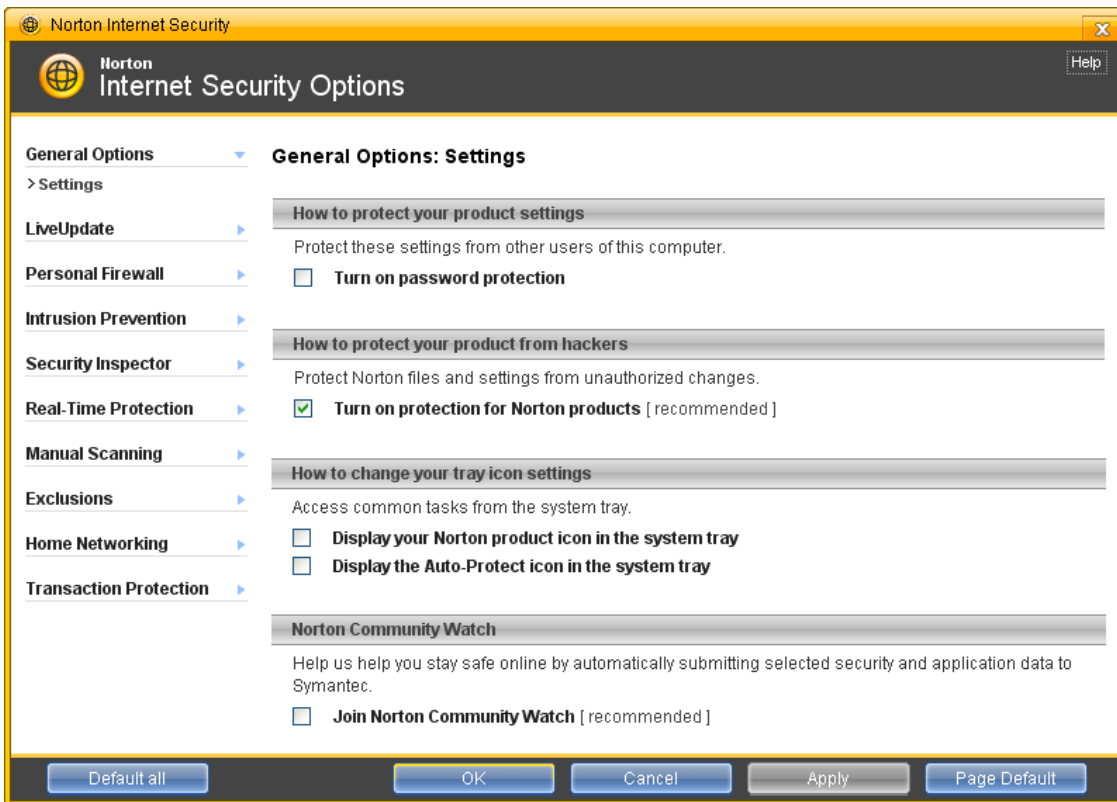 Norton Internet Security
Norton
Internet Security Options
Help
General Options
> Settings
LiveUpdate
Personal Firewall
Intrusion Prevention
Security Inspector
Real-Time Protection
Manual Scanning
Exclusions
Home Networking
Transaction Protection
General Options: Settings
How to protect your product settings
Protect these settings from other users of this computer.
Turn on password protection
How to protect your product from hackers
Protect Norton files and settings from unauthorized changes.
Turn on protection for Norton products [ recommended ]
How to change your tray icon settings
Access common tasks from the system tray.
Display your Norton product icon in the system tray
Display the Auto-Protect icon in the system tray
Norton Community Watch
Help us help you stay safe online by automatically submitting selected security and application data to
Symantec.
Join Norton Community Watch [ recommended ]
Default all
OK
Cancel
Apply
Page Default